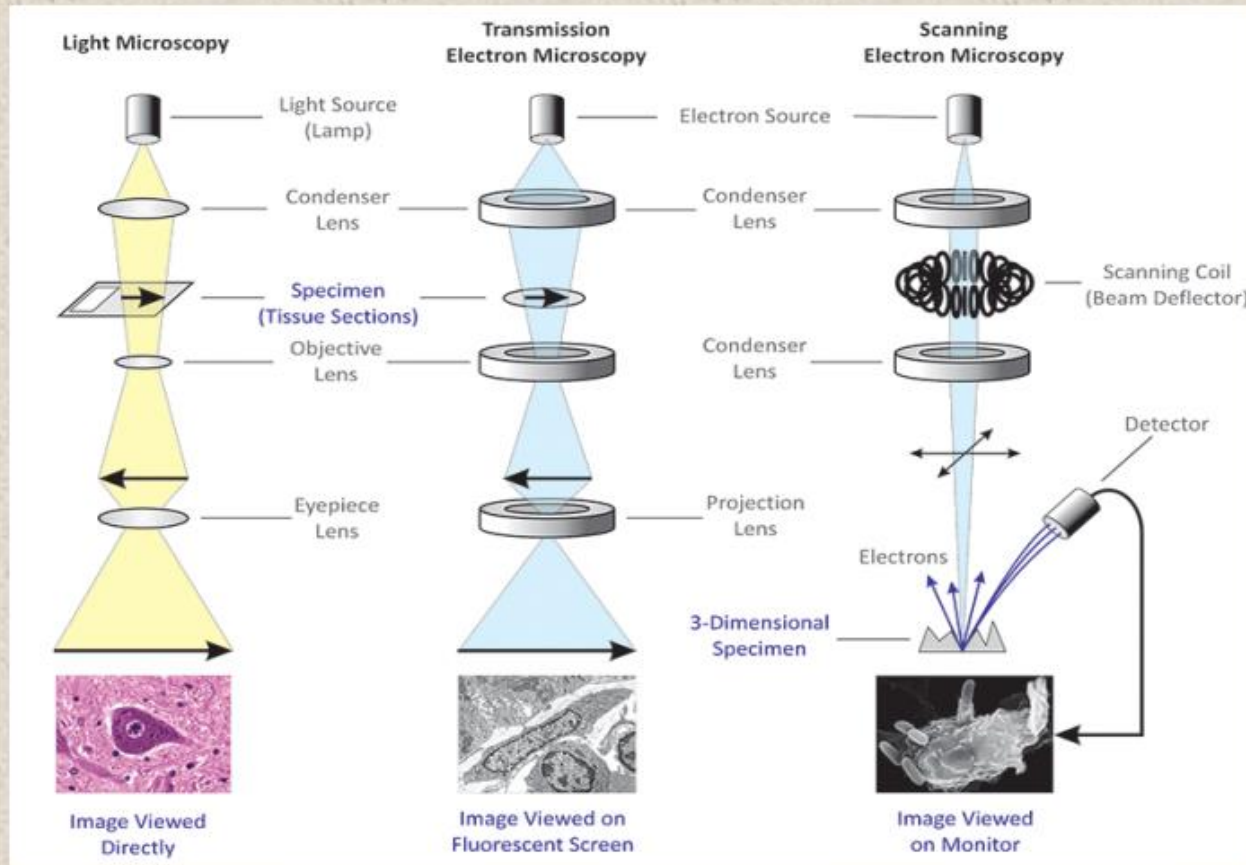 Light Microscopy
Transmission
Electron Microscopy
Scanning
Electron Microscopy
Light Source
(Lamp)
Electron Source
Condenser
Lens
Condenser
Lens
Specimen
(Tissue Sections)
Scanning Coil
(Beam Deflector)
Objective
Lens
Condenser
Lens
Detector
Eyepiece
Lens
Projection
Lens
Electrons
3-Dimensional
Specimen
Image Viewed
Directly
Image Viewed on
Fluorescent Screen
Image Viewed
on Monitor